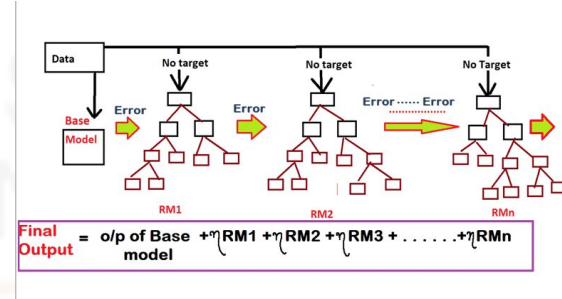 Data
No target
No target
No Target
Base
Model
Error
Error
Error ...... Error
RM1
RM2
RMn
Final
Output = o/p of Base +ηRM1 +ηRM2 +ηRM3 + . . . . . .+ηRMn
model